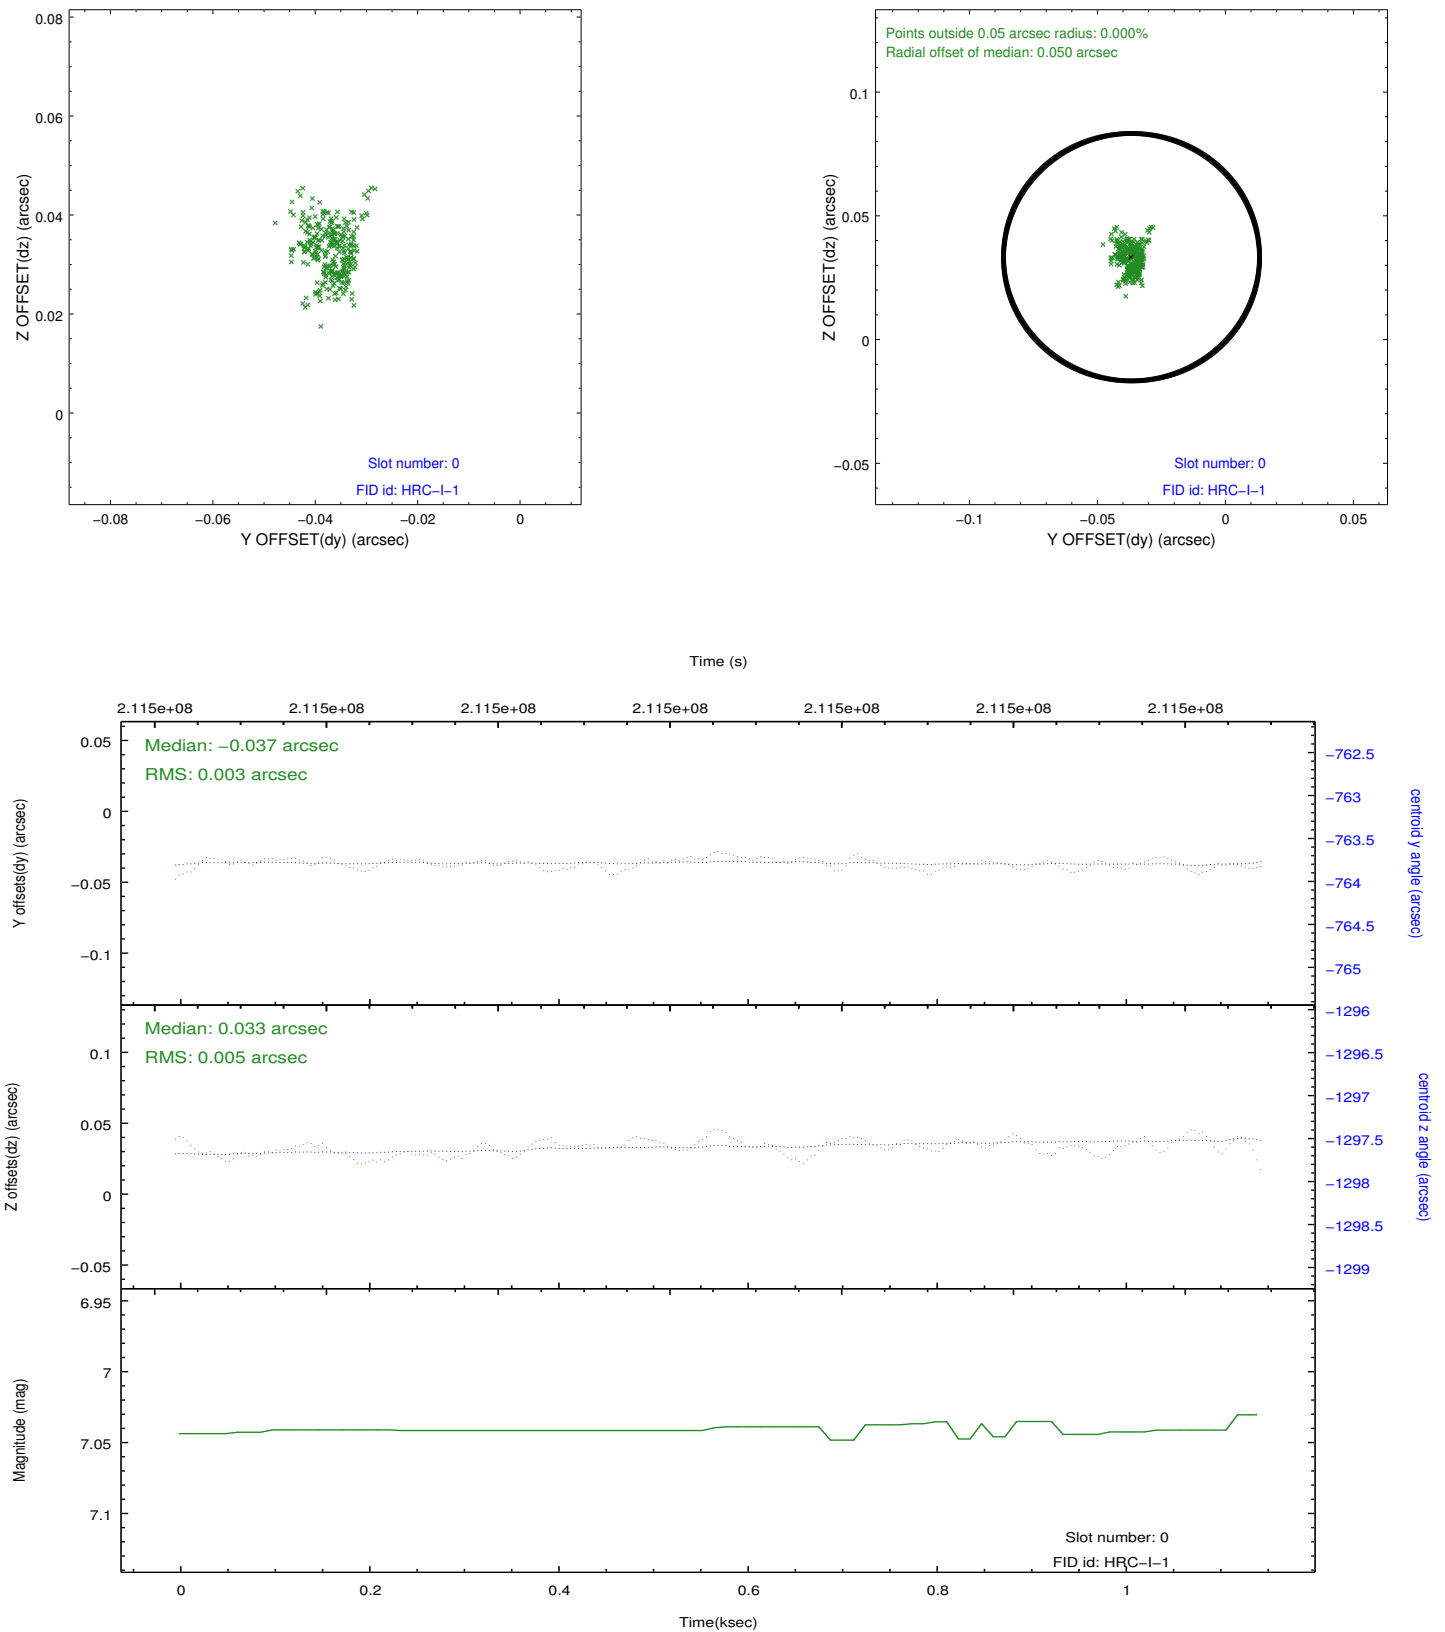 0.08
0.06
0.04
0.02
0
Z OFFSET(dz) (arcsec)
Slot number: 0
FID id: HRC−I−1
−0.08
−0.06
−0.04
−0.02
0
Y OFFSET(dy) (arcsec)
Points outside 0.05 arcsec radius: 0.000%
Radial offset of median: 0.050 arcsec
0.1
0.05
0
−0.05
Z OFFSET(dz) (arcsec)
Slot number: 0
FID id: HRC−I−1
−0.1
−0.05
0
0.05
Y OFFSET(dy) (arcsec)
Time (s)
2.115e+08
2.115e+08
2.115e+08
2.115e+08
2.115e+08
2.115e+08
2.115e+08
Median: −0.037 arcsec
RMS: 0.003 arcsec
0.05
0
−0.05
−0.1
Y offsets(dy) (arcsec)
−762.5
−763
−763.5
−764
−764.5
−765
centroid y angle (arcsec)
Median: 0.033 arcsec
RMS: 0.005 arcsec
0.1
0.05
0
−0.05
Z offsets(dz) (arcsec)
−1296
−1296.5
−1297
−1297.5
−1298
−1298.5
−1299
centroid z angle (arcsec)
6.95
7
7.05
7.1
Magnitude (mag)
Slot number: 0
FID id: HRC−I−1
0
0.2
0.4
0.6
0.8
1
Time(ksec)